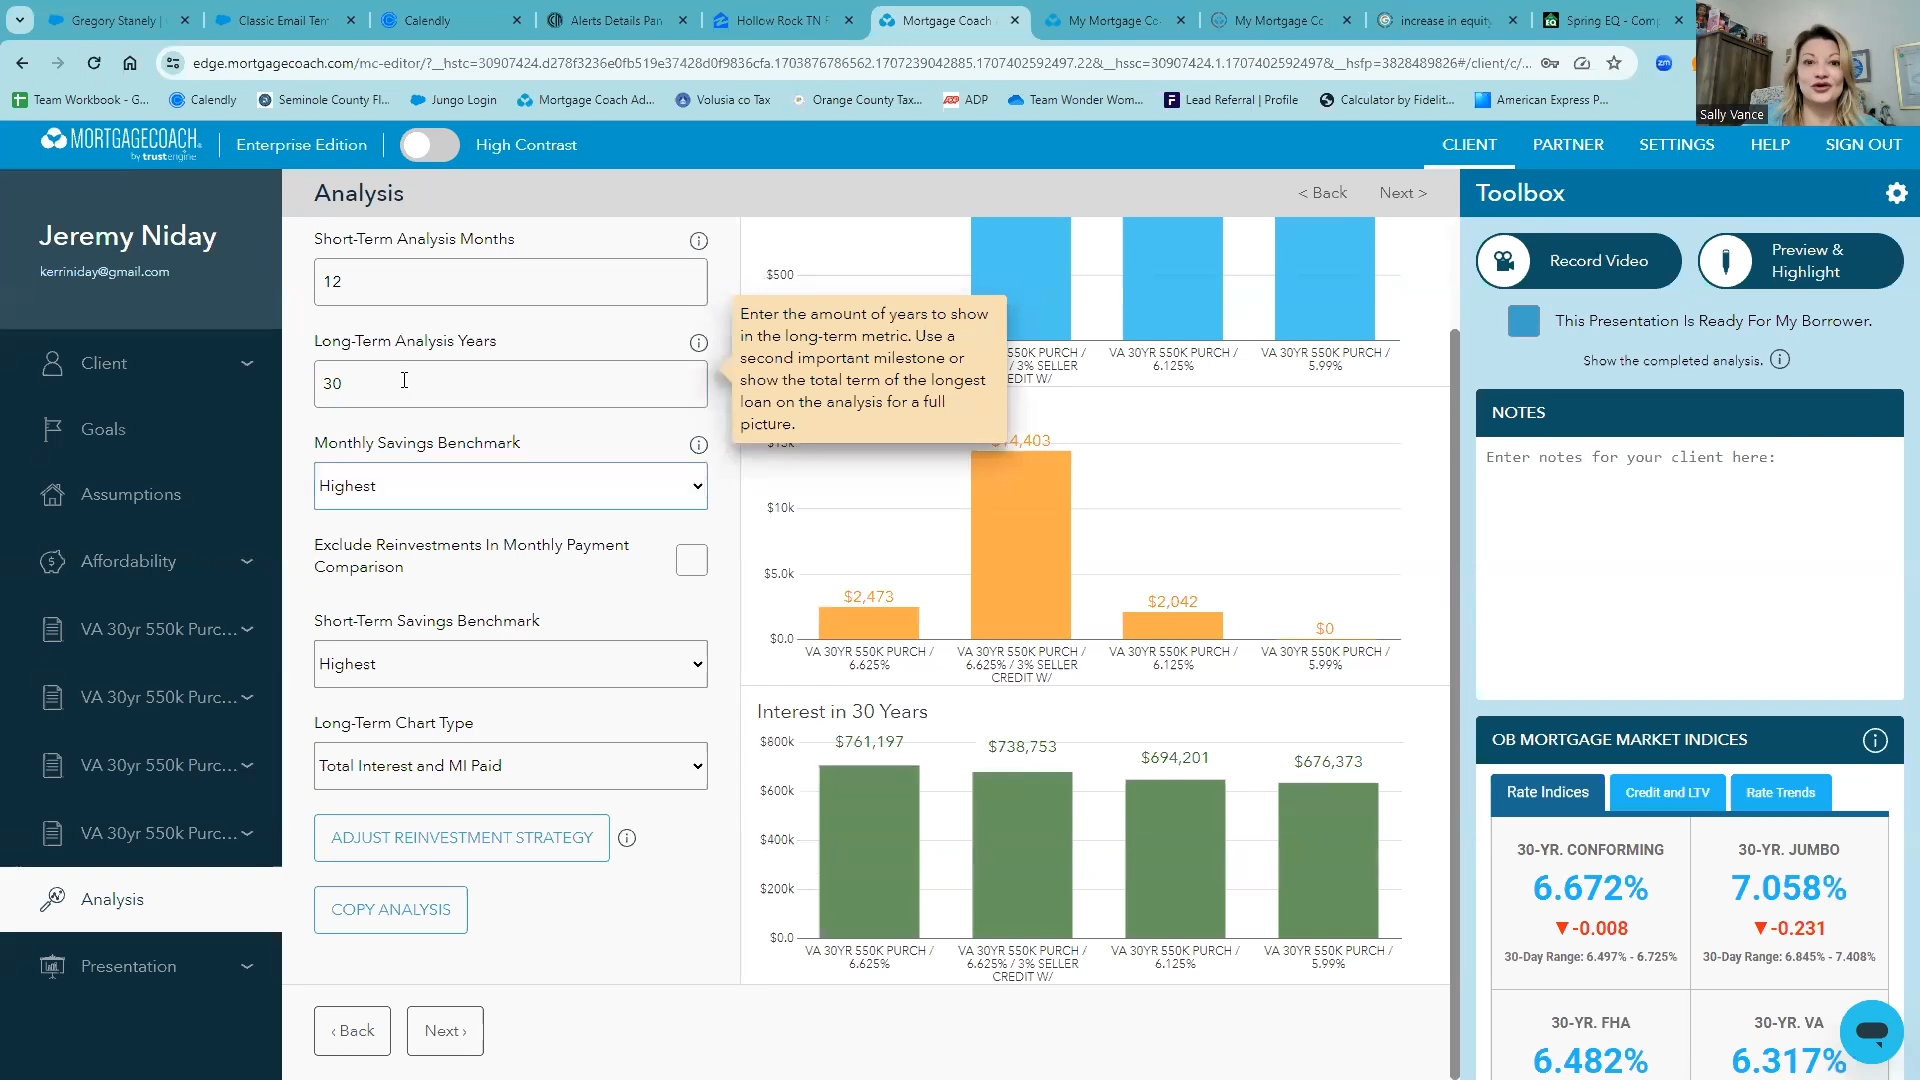 Gregory Stanely |
Classic Email Ten
Calendly
Alerts Details Pan
Hollow Rock TN F
Mortgage Coach
My Mortgage Co
My Mortgage Co
increase in equity
Spring EQ - Comp
edge.mortgagecoach.com/mc-editor/?__hstc=30907424.d278f3236e0fb519e37428d0f9836cfa.1703876786562.1707239042885.1707402592497.22&__hssc=30907424.1.1707402592497&__hsfp=3828489826#/client/c/...
Team Workbook - G...
Calendly
Seminole County Fl...
Jungo Login
Mortgage Coach Ad...
Volusia co Tax
Orange County Tax...
ADP
Team Wonder Wom...
Lead Referral | Profile
Calculator by Fidelit...
American Express P...
zm
Sally Vance
MORTGAGECOACH
by trustengine
Enterprise Edition
High Contrast
CLIENT
PARTNER
SETTINGS
HELP
SIGN OUT
Jeremy Niday
kerriniday@gmail.com
Client
Goals
Assumptions
Affordability
VA 30yr 550k Purc...
VA 30yr 550k Purc...
VA 30yr 550k Purc...
VA 30yr 550k Purc...
Analysis
Presentation
Analysis
< Back
Next >
Short-Term Analysis Months
12
Long-Term Analysis Years
30
Monthly Savings Benchmark
Highest
Exclude Reinvestments In Monthly Payment
Comparison
Short-Term Savings Benchmark
Highest
Long-Term Chart Type
Total Interest and MI Paid
ADJUST REINVESTMENT STRATEGY
COPY ANALYSIS
‹ Back
Next ›
Enter the amount of years to show
in the long-term metric. Use a
second important milestone or
show the total term of the longest
loan on the analysis for a full
picture.
$500
550K PURCH /
/ 3% SELLER
EDIT W/
VA 30YR 550K PURCH /
6.125%
VA 30YR 550K PURCH /
5.99%
$15k
$10k
$5.0k
$0.0
$2,473
$14,403
$2,042
$0
VA 30YR 550K PURCH /
6.625%
VA 30YR 550K PURCH /
6.625% / 3% SELLER
CREDIT W/
VA 30YR 550K PURCH /
6.125%
VA 30YR 550K PURCH /
5.99%
Interest in 30 Years
$800k
$600k
$400k
$200k
$0.0
$761,197
$738,753
$694,201
$676,373
VA 30YR 550K PURCH /
6.625%
VA 30YR 550K PURCH /
6.625% / 3% SELLER
CREDIT W/
VA 30YR 550K PURCH /
6.125%
VA 30YR 550K PURCH /
5.99%
Toolbox
Record Video
Preview &
Highlight
This Presentation Is Ready For My Borrower.
Show the completed analysis.
NOTES
Enter notes for your client here:
OB MORTGAGE MARKET INDICES
Rate Indices
Credit and LTV
Rate Trends
30-YR. CONFORMING
6.672%
▼-0.008
30-Day Range: 6.497% - 6.725%
30-YR. JUMBO
7.058%
▼-0.231
30-Day Range: 6.845% - 7.408%
30-YR. FHA
6.482%
30-YR. VA
6.317%